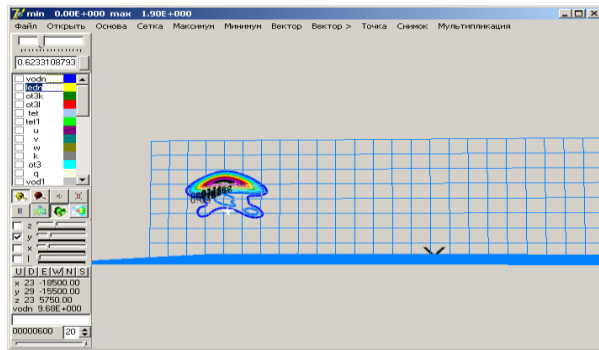 min 0.00E+000 max 1.90E+000
Файл Открыть Основа Сетка Максимум Минимум Вектор Вектор > Точка Снимок Мультипликация
0.6233108793
vodn
ledn
ot3k
ot3l
tet
tet1
u
v
w
k
ot3
q
vod1
z
y
x
l
U D E W N S
x 23 -18500.00
y 29 -15500.00
z 23 5750.00
vodn 9.68E+000
00000600 20